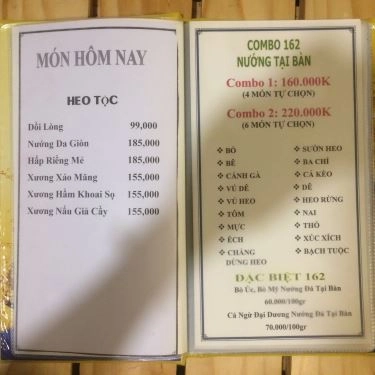 MÓN HÔM NAY
HEO TỘC
Dồi Lòng 99,000
Nướng Da Giòn 185,000
Hấp Riềng Mẻ 185,000
Xương Xáo Măng 155,000
Xương Hầm Khoai Sọ 155,000
Xương Nấu Giả Cầy 155,000
COMBO 162
NƯỚNG TẠI BÀN
Combo 1: 160.000K
(4 MÓN TỰ CHỌN)
Combo 2: 220.000K
(6 MÓN TỰ CHỌN)
❖ BÒ
❖ BÊ
❖ CÁNH GÀ
❖ VÚ DÊ
❖ VÚ HEO
❖ TÔM
❖ MỰC
❖ ẾCH
❖ CHẢNG
DỪNG HEO
❖ SƯỜN HEO
❖ BA CHỈ
❖ CÁ KÈO
❖ DÊ
❖ HEO RỪNG
❖ NAI
❖ THỎ
❖ XÚC XÍCH
❖ BẠCH TUỘC
ĐẶC BIỆT 162
Bò Úc, Bò Mỹ Nướng Đá Tại Bàn
60.000/100gr
Cá Ngừ Đại Dương Nướng Đá Tại Bàn
70.000/100gr